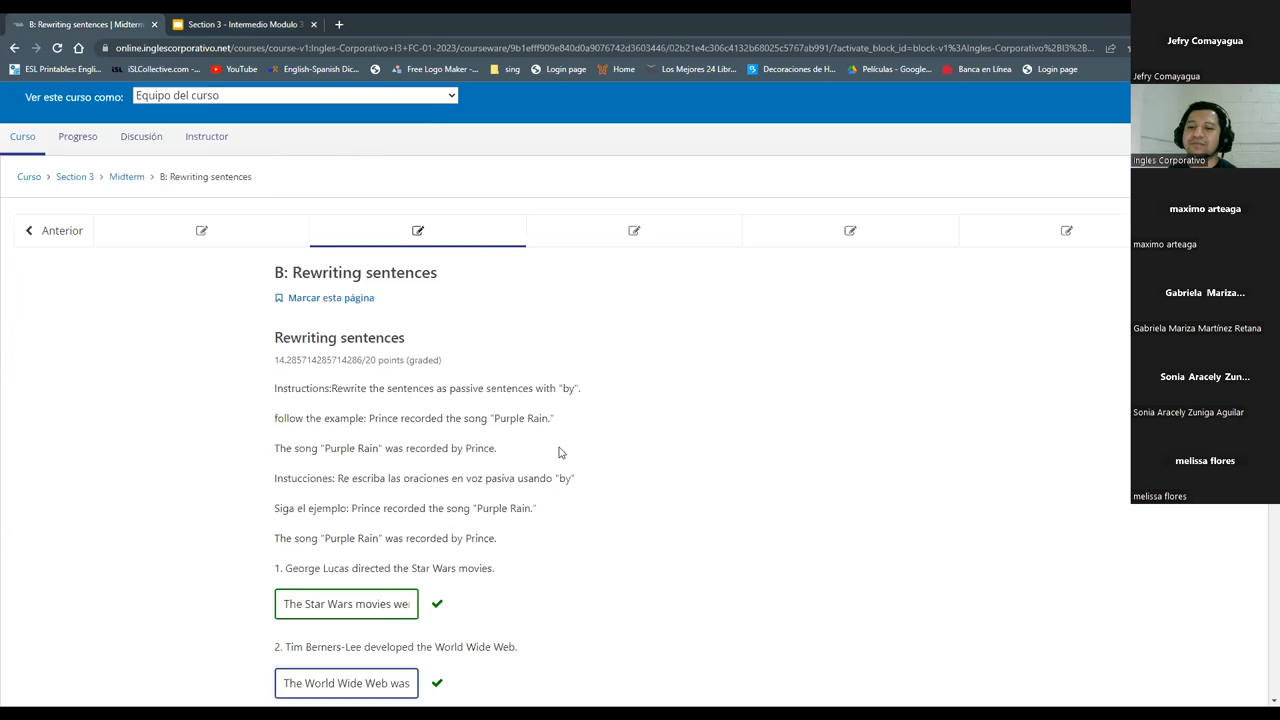 B: Rewriting sentences | Midterm
Section 3 - Intermedio Modulo 3
online.inglescorporativo.net/courses/course-v1:Ingles-Corporativo+I3+FC-01-2023/courseware/9b1efff909e840d0a9076742d3603446/02b21e4c306c4132b68025c5767ab991/?activate_block_id=block-v1%3AIngles-Corporativo%2BI3%2B...
ESL Printables: Engl...
iSLCollective.com -...
YouTube
English-Spanish Dic...
Free Logo Maker -...
sing
Login page
Home
Los Mejores 24 Libr...
Decoraciones de H...
Películas - Google...
Banca en Línea
Login page
Ver este curso como:
Equipo del curso
Curso
Progreso
Discusión
Instructor
Curso > Section 3 > Midterm > B: Rewriting sentences
Anterior
B: Rewriting sentences
Marcar esta página
Rewriting sentences
14.285714285714286/20 points (graded)
Instructions:Rewrite the sentences as passive sentences with "by".
follow the example: Prince recorded the song "Purple Rain."
The song "Purple Rain" was recorded by Prince.
Instucciones: Re escriba las oraciones en voz pasiva usando "by"
Siga el ejemplo: Prince recorded the song "Purple Rain."
The song "Purple Rain" was recorded by Prince.
1. George Lucas directed the Star Wars movies.
The Star Wars movies we
2. Tim Berners-Lee developed the World Wide Web.
The World Wide Web was
Jefry Comayagua
Jefry Comayagua
Ingles Corporativo
maximo arteaga
maximo arteaga
Gabriela Mariza...
Gabriela Mariza Martínez Retana
Sonia Aracely Zun...
Sonia Aracely Zuniga Aguilar
melissa flores
melissa flores